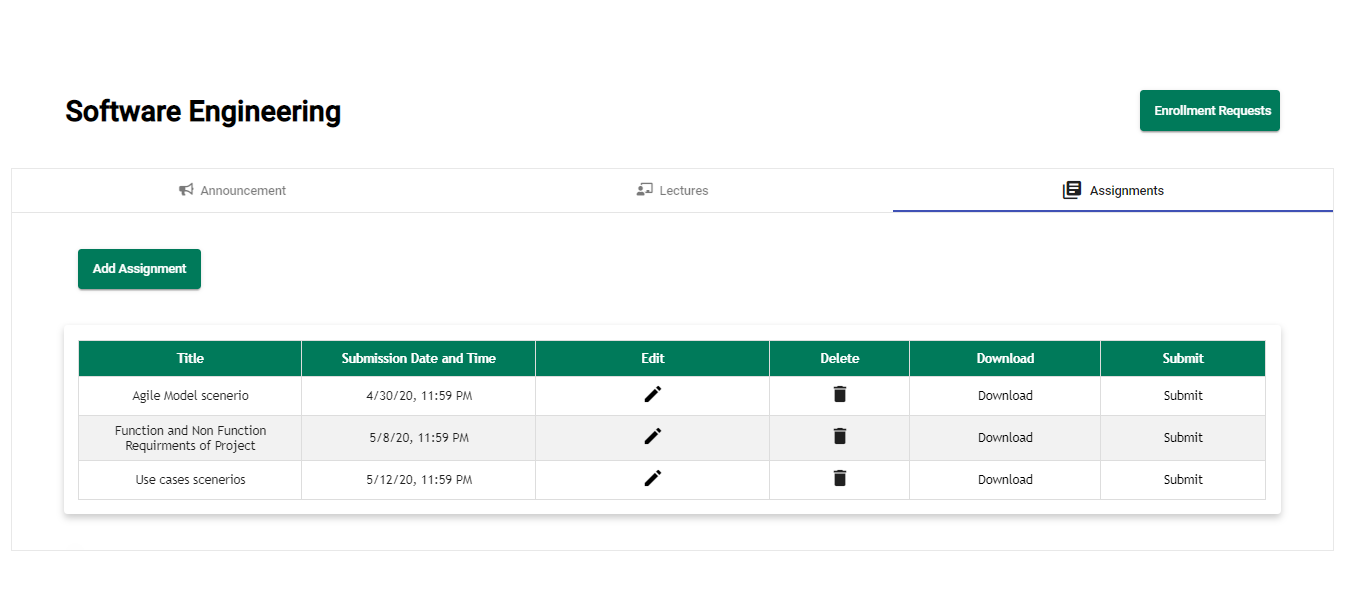 Software Engineering
Enrollment Requests
Announcement
Lectures
Assignments
Add Assignment
Title Submission Date and Time Edit Delete Download Submit
Agile Model scenerio 4/30/20, 11:59 PM Download Submit
Function and Non Function
Requirments of Project 5/8/20, 11:59 PM Download Submit
Use cases scenerios 5/12/20, 11:59 PM Download Submit